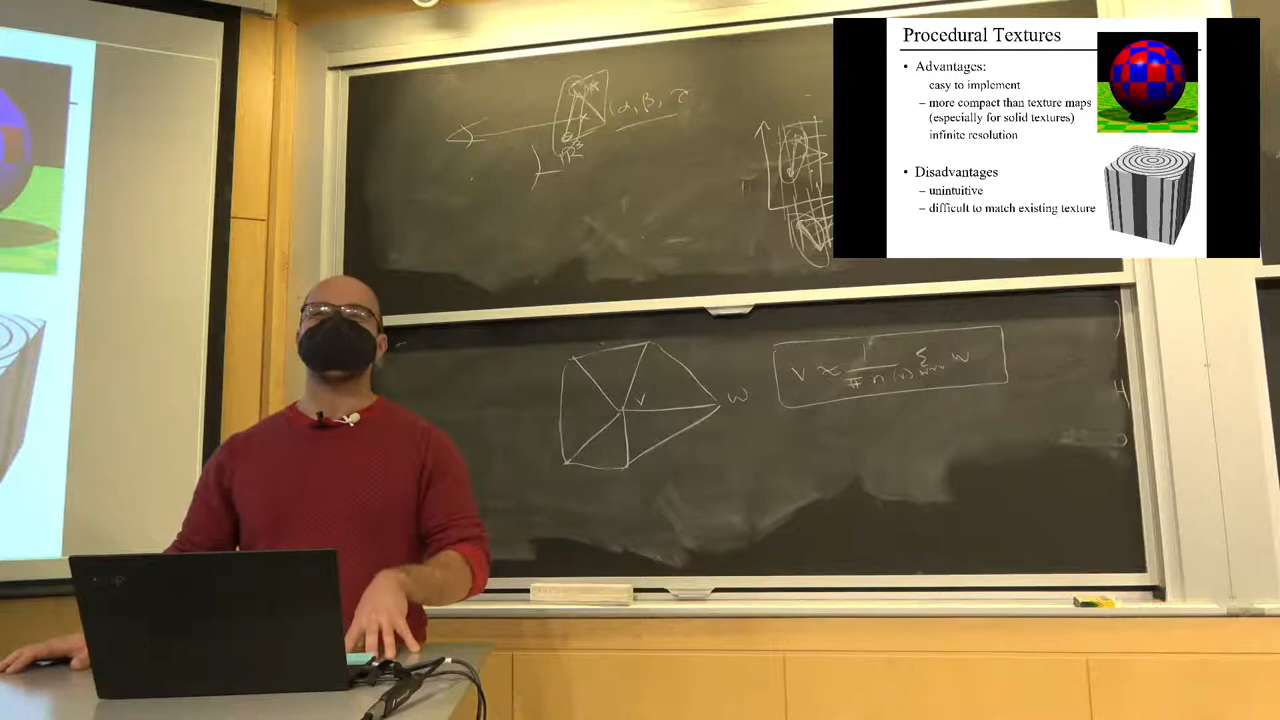 Procedural Textures
• Advantages:
easy to implement
– more compact than texture maps
(especially for solid textures)
infinite resolution
• Disadvantages
– unintuitive
– difficult to match existing texture
(α, β, γ
v
w
v ≈ 1
# n(v)
Σ
w